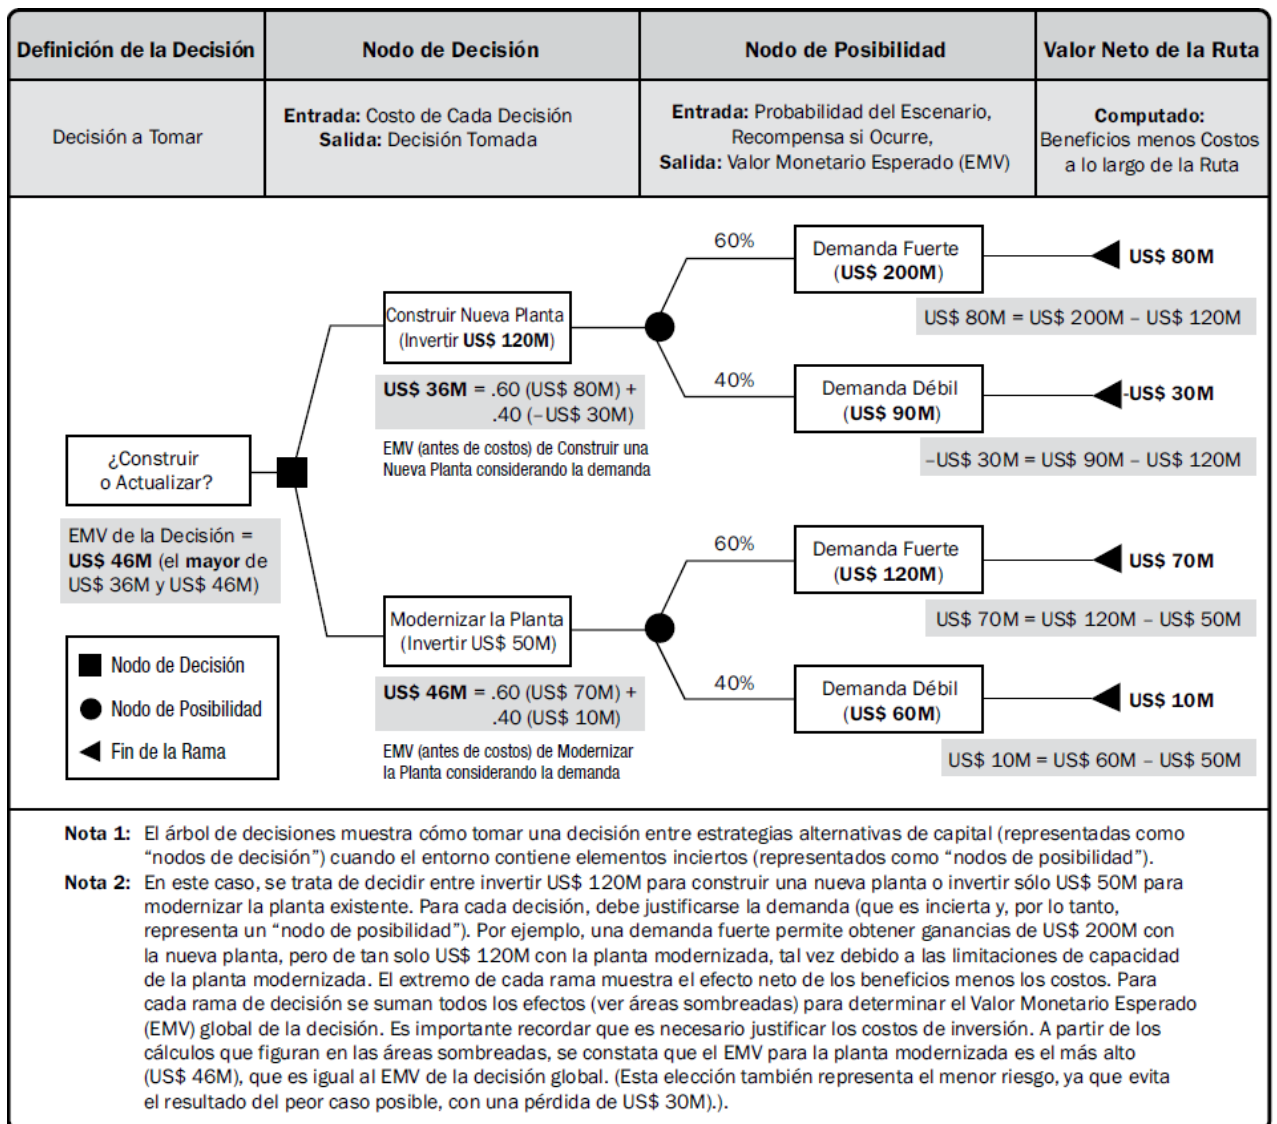 Definición de la Decisión
Nodo de Decisión
Nodo de Posibilidad
Valor Neto de la Ruta
Decisión a Tomar
Entrada: Costo de Cada Decisión
Salida: Decisión Tomada
Entrada: Probabilidad del Escenario,
Recompensa si Ocurre,
Salida: Valor Monetario Esperado (EMV)
Computado:
Beneficios menos Costos
a lo largo de la Ruta
¿Construir
o Actualizar?
EMV de la Decisión =
US$ 46M (el mayor de
US$ 36M y US$ 46M)
Construir Nueva Planta
(Invertir US$ 120M)
US$ 36M = .60 (US$ 80M) +
.40 (–US$ 30M)
EMV (antes de costos) de Construir una
Nueva Planta considerando la demanda
60%
Demanda Fuerte
(US$ 200M)
US$ 80M
US$ 80M = US$ 200M – US$ 120M
40%
Demanda Débil
(US$ 90M)
-US$ 30M
–US$ 30M = US$ 90M – US$ 120M
Modernizar la Planta
(Invertir US$ 50M)
US$ 46M = .60 (US$ 70M) +
.40 (US$ 10M)
EMV (antes de costos) de Modernizar
la Planta considerando la demanda
60%
Demanda Fuerte
(US$ 120M)
US$ 70M
US$ 70M = US$ 120M – US$ 50M
40%
Demanda Débil
(US$ 60M)
US$ 10M
US$ 10M = US$ 60M – US$ 50M
Nodo de Decisión
Nodo de Posibilidad
Fin de la Rama
Nota 1: El árbol de decisiones muestra cómo tomar una decisión entre estrategias alternativas de capital (representadas como
“nodos de decisión”) cuando el entorno contiene elementos inciertos (representados como “nodos de posibilidad”).
Nota 2: En este caso, se trata de decidir entre invertir US$ 120M para construir una nueva planta o invertir sólo US$ 50M para
modernizar la planta existente. Para cada decisión, debe justificarse la demanda (que es incierta y, por lo tanto,
representa un “nodo de posibilidad”). Por ejemplo, una demanda fuerte permite obtener ganancias de US$ 200M con
la nueva planta, pero de tan solo US$ 120M con la planta modernizada, tal vez debido a las limitaciones de capacidad
de la planta modernizada. El extremo de cada rama muestra el efecto neto de los beneficios menos los costos. Para
cada rama de decisión se suman todos los efectos (ver áreas sombreadas) para determinar el Valor Monetario Esperado
(EMV) global de la decisión. Es importante recordar que es necesario justificar los costos de inversión. A partir de los
cálculos que figuran en las áreas sombreadas, se constata que el EMV para la planta modernizada es el más alto
(US$ 46M), que es igual al EMV de la decisión global. (Esta elección también representa el menor riesgo, ya que evita
el resultado del peor caso posible, con una pérdida de US$ 30M).).